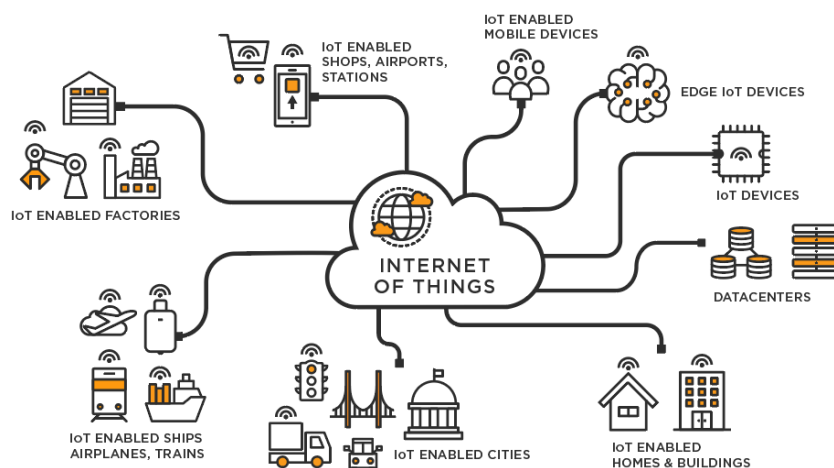 IoT ENABLED
SHOPS, AIRPORTS,
STATIONS
IoT ENABLED
MOBILE DEVICES
EDGE IoT DEVICES
IoT DEVICES
IoT ENABLED FACTORIES
INTERNET
OF THINGS
DATACENTERS
IoT ENABLED SHIPS
AIRPLANES, TRAINS
IoT ENABLED CITIES
IoT ENABLED
HOMES & BUILDINGS